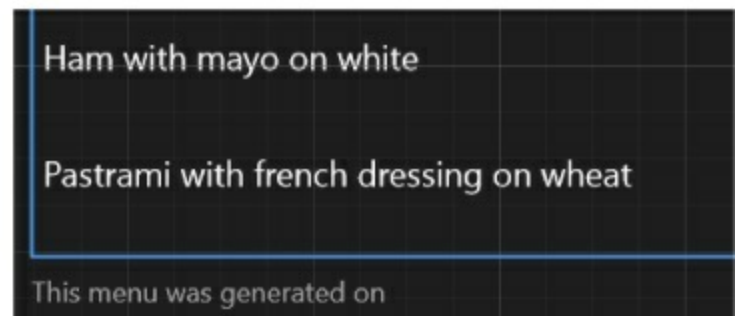 Ham with mayo on white
Pastrami with french dressing on wheat
This menu was generated on